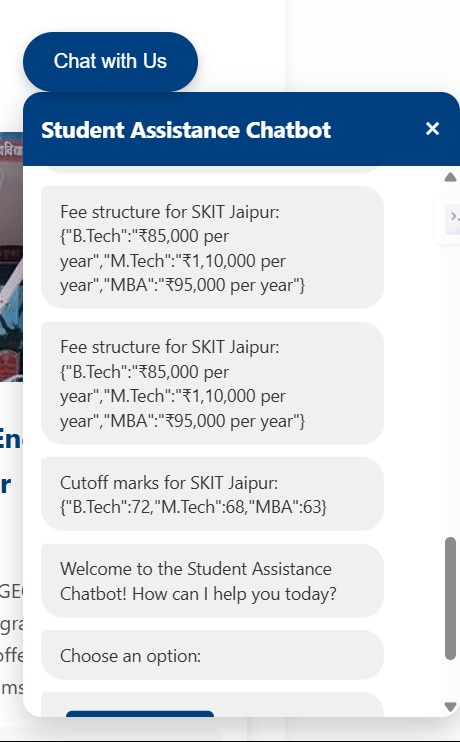 Chat with Us
Student Assistance Chatbot
×
Fee structure for SKIT Jaipur:
{"B.Tech":"₹85,000 per
year","M.Tech":"₹1,10,000 per
year","MBA":"₹95,000 per year"}
Fee structure for SKIT Jaipur:
{"B.Tech":"₹85,000 per
year","M.Tech":"₹1,10,000 per
year","MBA":"₹95,000 per year"}
Cutoff marks for SKIT Jaipur:
{"B.Tech":72,"M.Tech":68,"MBA":63}
Welcome to the Student Assistance
Chatbot! How can I help you today?
Choose an option: